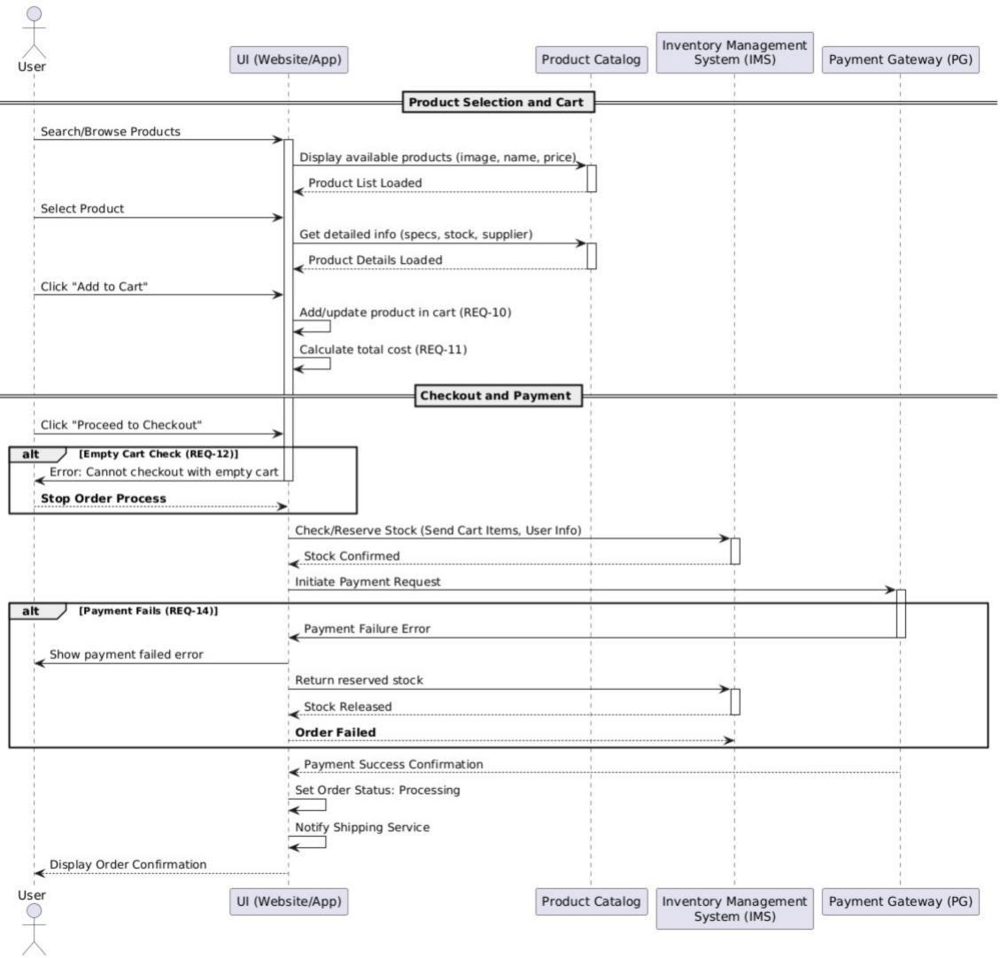 User
UI (Website/App)
Product Catalog
Inventory Management
System (IMS)
Payment Gateway (PG)
Product Selection and Cart
Search/Browse Products
Display available products (image, name, price)
Product List Loaded
Select Product
Get detailed info (specs, stock, supplier)
Product Details Loaded
Click "Add to Cart"
Add/update product in cart (REQ-10)
Calculate total cost (REQ-11)
Checkout and Payment
Click "Proceed to Checkout"
alt [Empty Cart Check (REQ-12)]
Error: Cannot checkout with empty cart
Stop Order Process
Check/Reserve Stock (Send Cart Items, User Info)
Stock Confirmed
Initiate Payment Request
alt [Payment Fails (REQ-14)]
Payment Failure Error
Show payment failed error
Return reserved stock
Stock Released
Order Failed
Payment Success Confirmation
Set Order Status: Processing
Notify Shipping Service
Display Order Confirmation
User
UI (Website/App)
Product Catalog
Inventory Management
System (IMS)
Payment Gateway (PG)